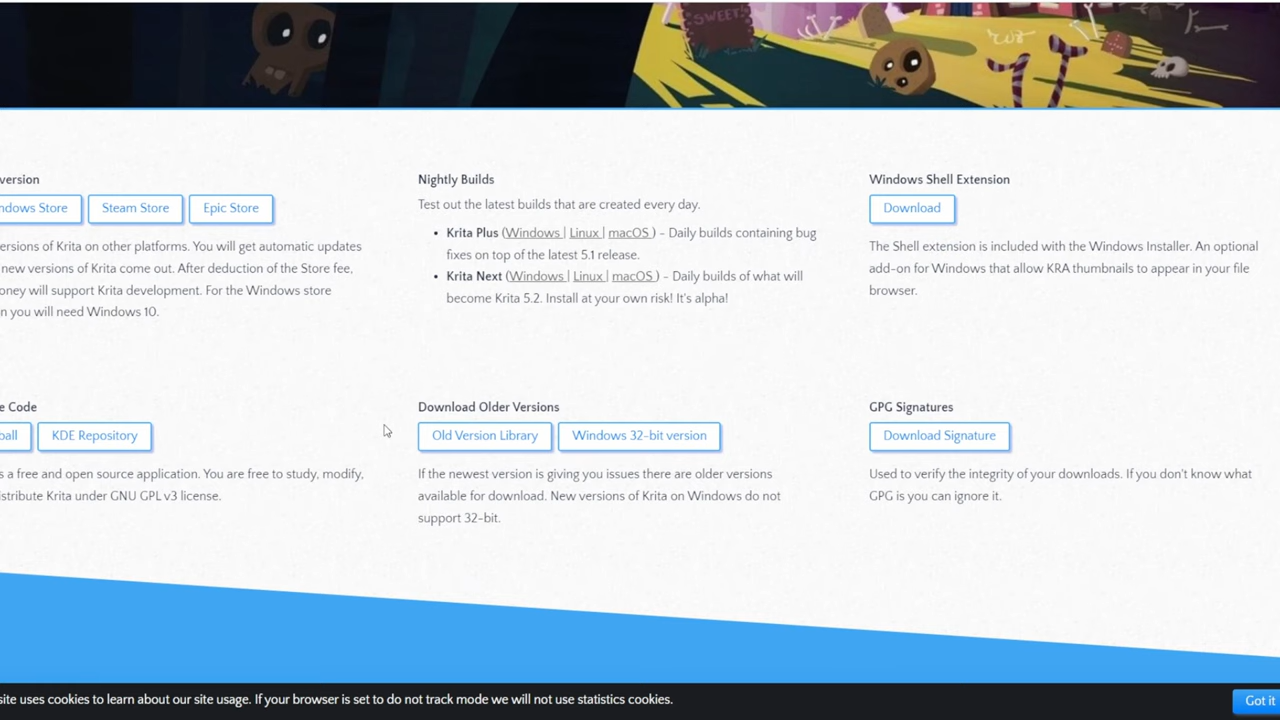 SWEET
version
ndows Store
Steam Store
Epic Store
ersions of Krita on other platforms. You will get automatic updates
new versions of Krita come out. After deduction of the Store fee,
oney will support Krita development. For the Windows store
n you will need Windows 10.
Nightly Builds
Test out the latest builds that are created every day.
• Krita Plus (Windows | Linux | macOS ) - Daily builds containing bug
fixes on top of the latest 5.1 release.
• Krita Next (Windows | Linux | macOS ) - Daily builds of what will
become Krita 5.2. Install at your own risk! It's alpha!
Windows Shell Extension
Download
The Shell extension is included with the Windows Installer. An optional
add-on for Windows that allow KRA thumbnails to appear in your file
browser.
e Code
ball
KDE Repository
s a free and open source application. You are free to study, modify,
istribute Krita under GNU GPL v3 license.
Download Older Versions
Old Version Library
Windows 32-bit version
If the newest version is giving you issues there are older versions
available for download. New versions of Krita on Windows do not
support 32-bit.
GPG Signatures
Download Signature
Used to verify the integrity of your downloads. If you don't know what
GPG is you can ignore it.
site uses cookies to learn about our site usage. If your browser is set to do not track mode we will not use statistics cookies.
Got it